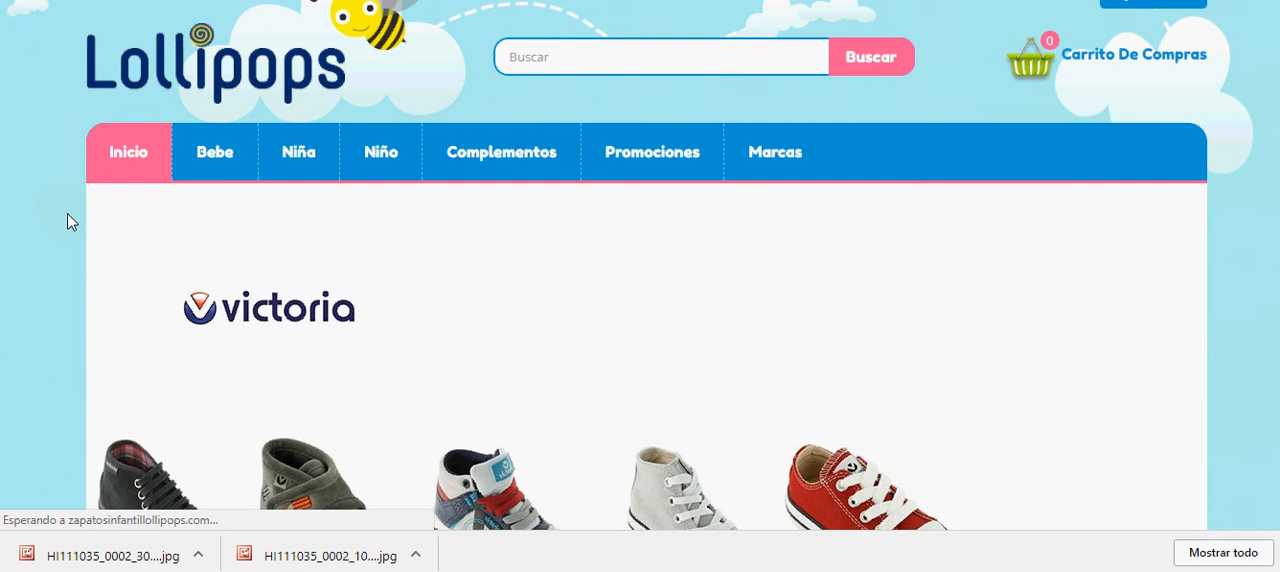 Lollipops
Buscar
Buscar
0
Carrito De Compras
Inicio
Bebe
Niña
Niño
Complementos
Promociones
Marcas
victoria
Esperando a zapatosinfantillollipops.com...
HI111035_0002_30....jpg
HI111035_0002_10....jpg
Mostrar todo